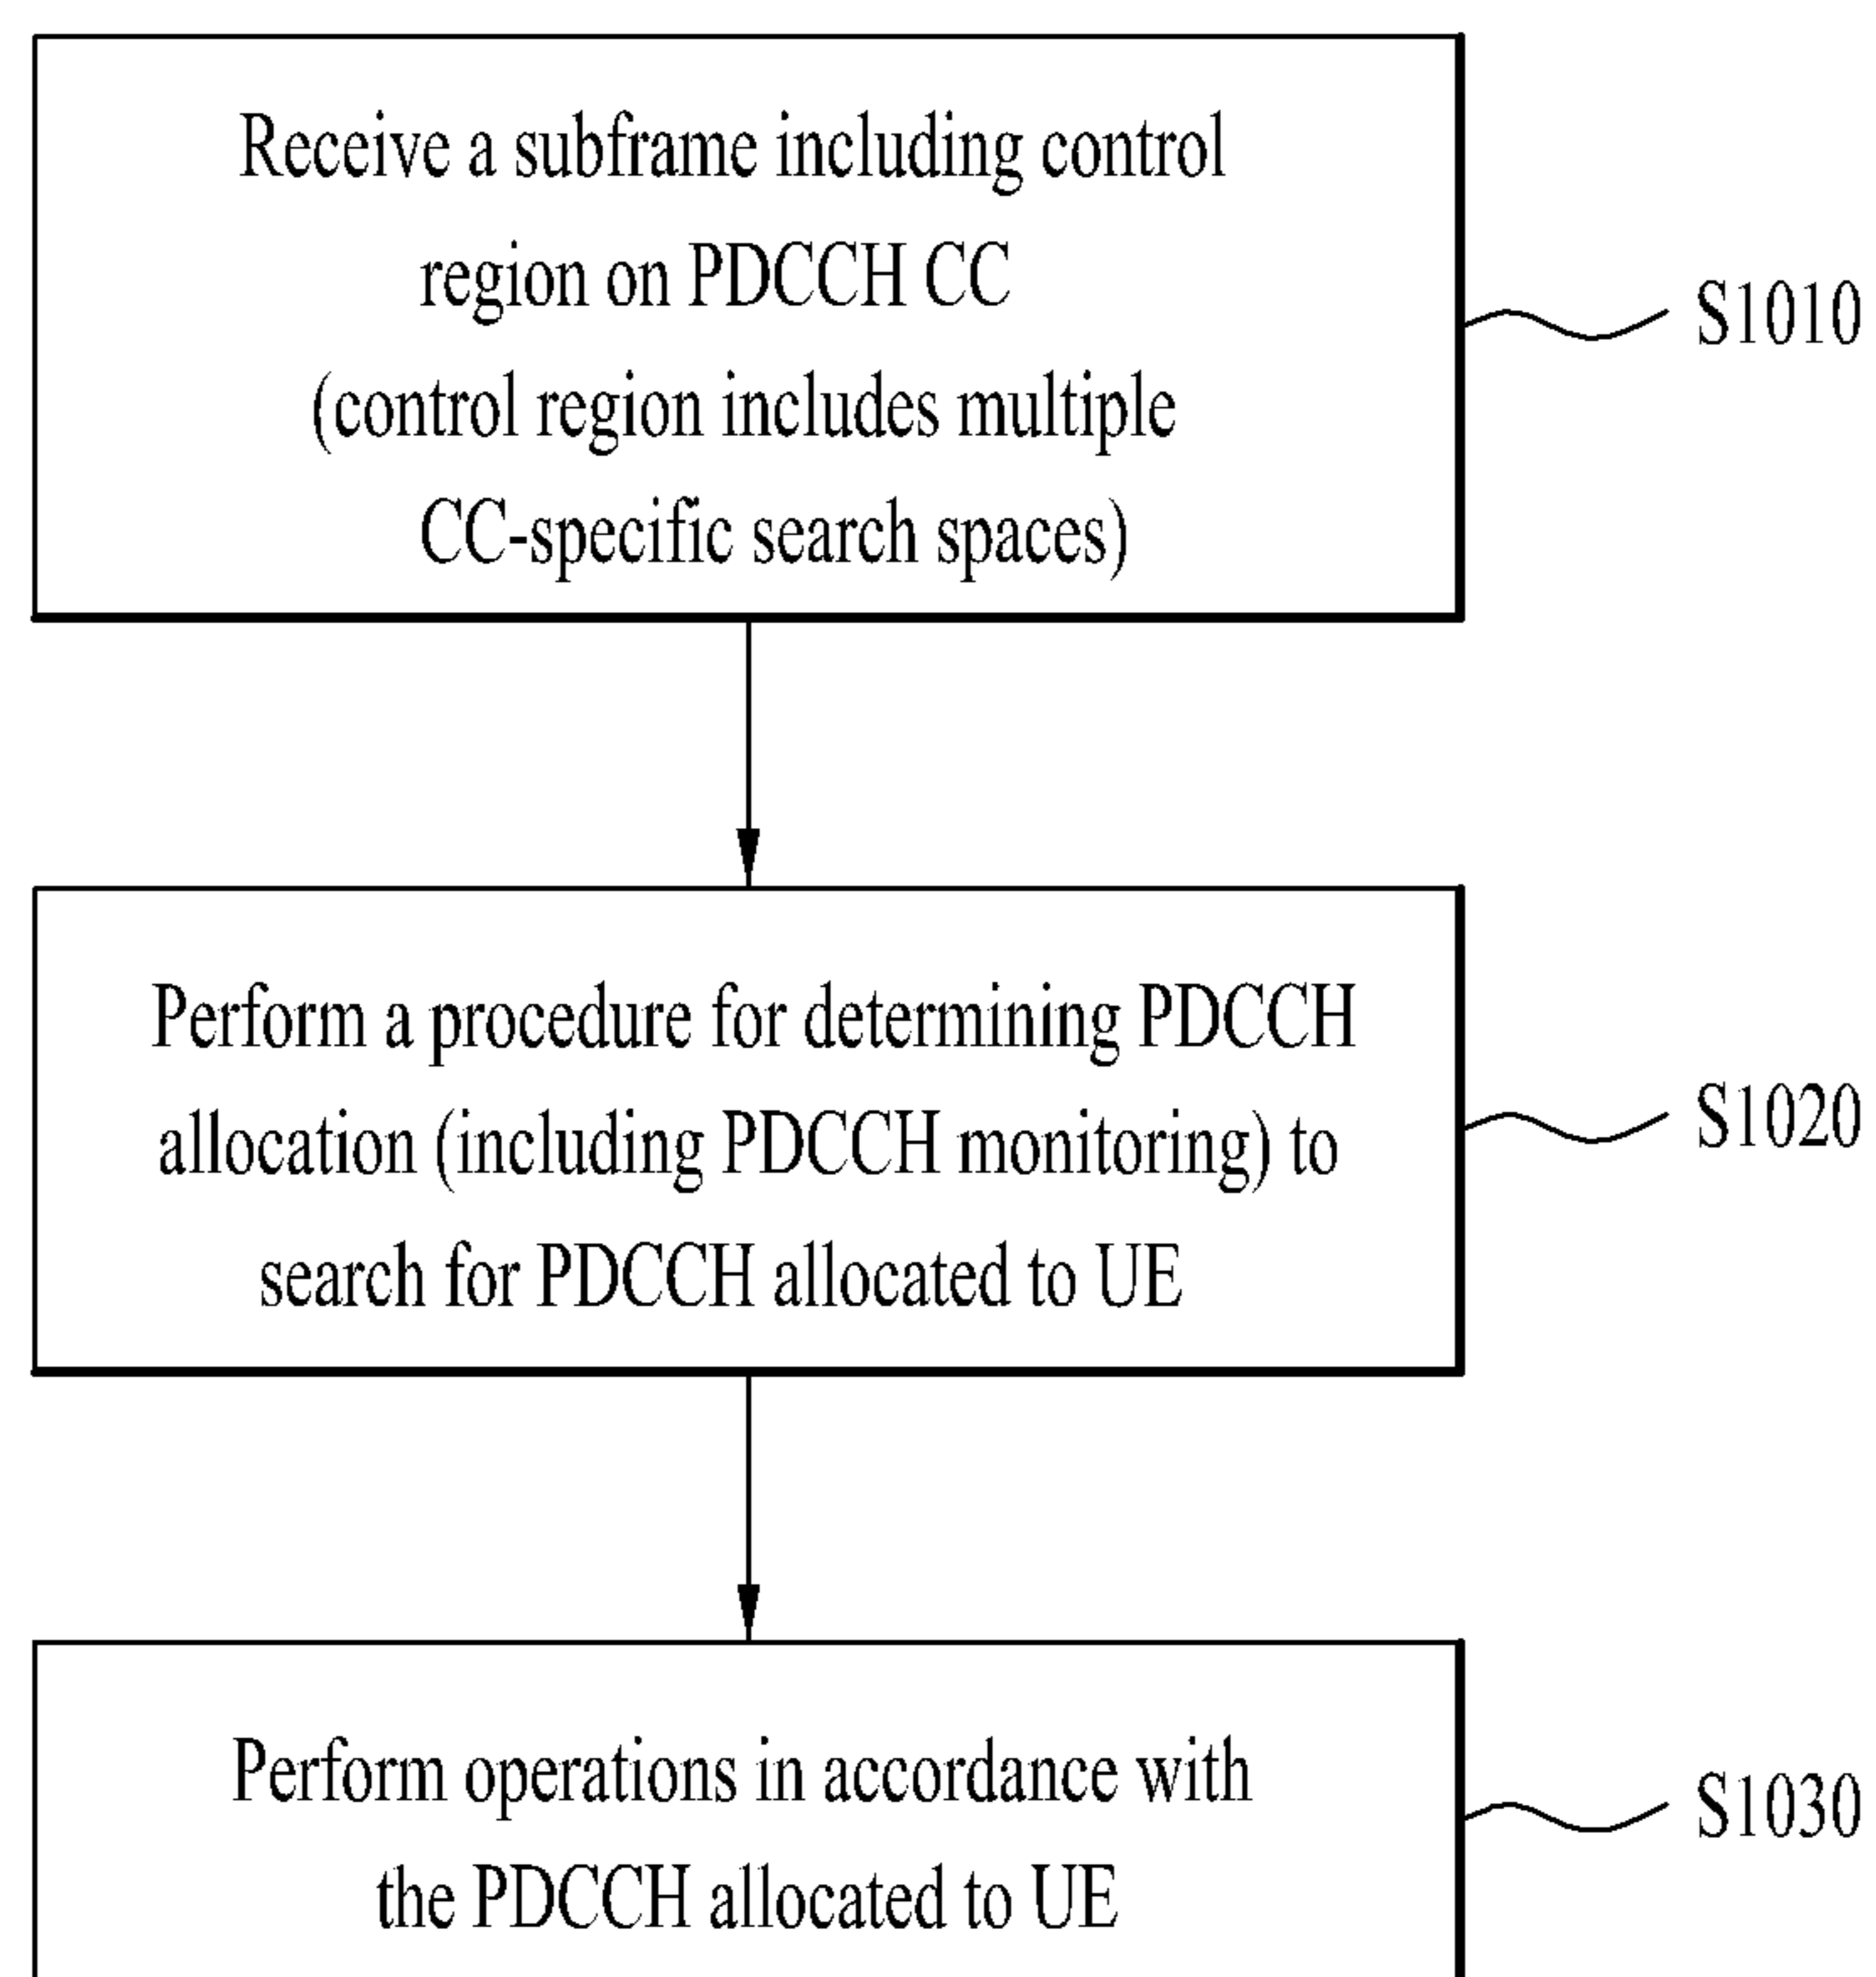 Receive a subframe including control
region on PDCCH CC
(control region includes multiple
CC-specific search spaces)
S1010
Perform a procedure for determining PDCCH
allocation (including PDCCH monitoring) to
search for PDCCH allocated to UE
S1020
Perform operations in accordance with
the PDCCH allocated to UE
S1030